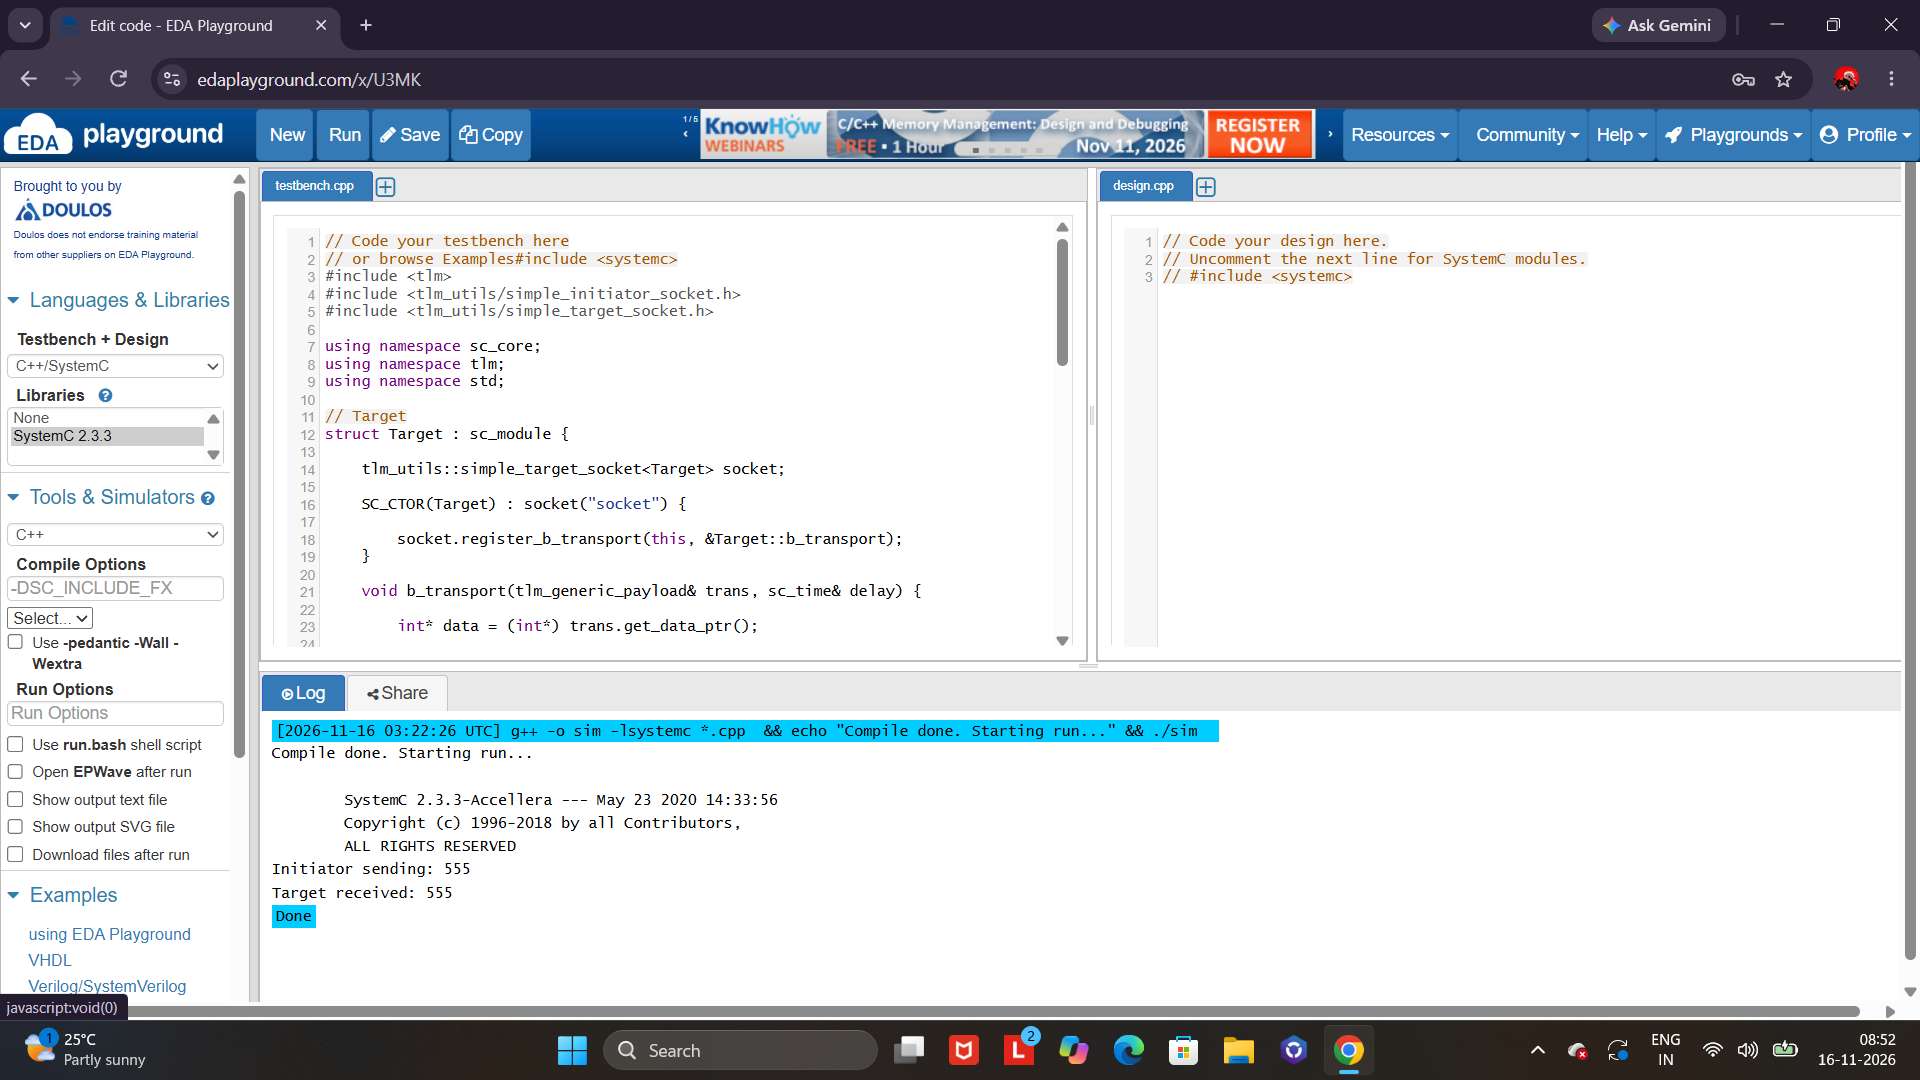 Edit code - EDA Playground
Ask Gemini
edaplayground.com/x/U3MK
EDA playground
New
Run
Save
Copy
1/5
KnowHow
WEBINARS
C/C++ Memory Management: Design and Debugging
FREE • 1 Hour
Nov 11, 2026
REGISTER
NOW
Resources
Community
Help
Playgrounds
Profile
Brought to you by
DOULOS
Doulos does not endorse training material
from other suppliers on EDA Playground.
Languages & Libraries
Testbench + Design
C++/SystemC
Libraries
None
SystemC 2.3.3
Tools & Simulators
C++
Compile Options
-DSC_INCLUDE_FX
Select...
Use -pedantic -Wall -
Wextra
Run Options
Run Options
Use run.bash shell script
Open EPWave after run
Show output text file
Show output SVG file
Download files after run
Examples
using EDA Playground
VHDL
Verilog/SystemVerilog
javascript:void(0)
testbench.cpp
1 // Code your testbench here
2 // or browse Examples#include <systemc>
3 #include <tlm>
4 #include <tlm_utils/simple_initiator_socket.h>
5 #include <tlm_utils/simple_target_socket.h>
6
7 using namespace sc_core;
8 using namespace tlm;
9 using namespace std;
10
11 // Target
12 struct Target : sc_module {
13
14 tlm_utils::simple_target_socket<Target> socket;
15
16 SC_CTOR(Target) : socket("socket") {
17
18 socket.register_b_transport(this, &Target::b_transport);
19 }
20
21 void b_transport(tlm_generic_payload& trans, sc_time& delay) {
22
23 int* data = (int*) trans.get_data_ptr();
24
design.cpp
1 // Code your design here.
2 // Uncomment the next line for SystemC modules.
3 // #include <systemc>
Log
Share
[2026-11-16 03:22:26 UTC] g++ -o sim -lsystemc *.cpp && echo "Compile done. Starting run..." && ./sim
Compile done. Starting run...
SystemC 2.3.3-Accellera --- May 23 2020 14:33:56
Copyright (c) 1996-2018 by all Contributors,
ALL RIGHTS RESERVED
Initiator sending: 555
Target received: 555
Done
1
25°C
Partly sunny
Search
L
2
ENG
IN
08:52
16-11-2026